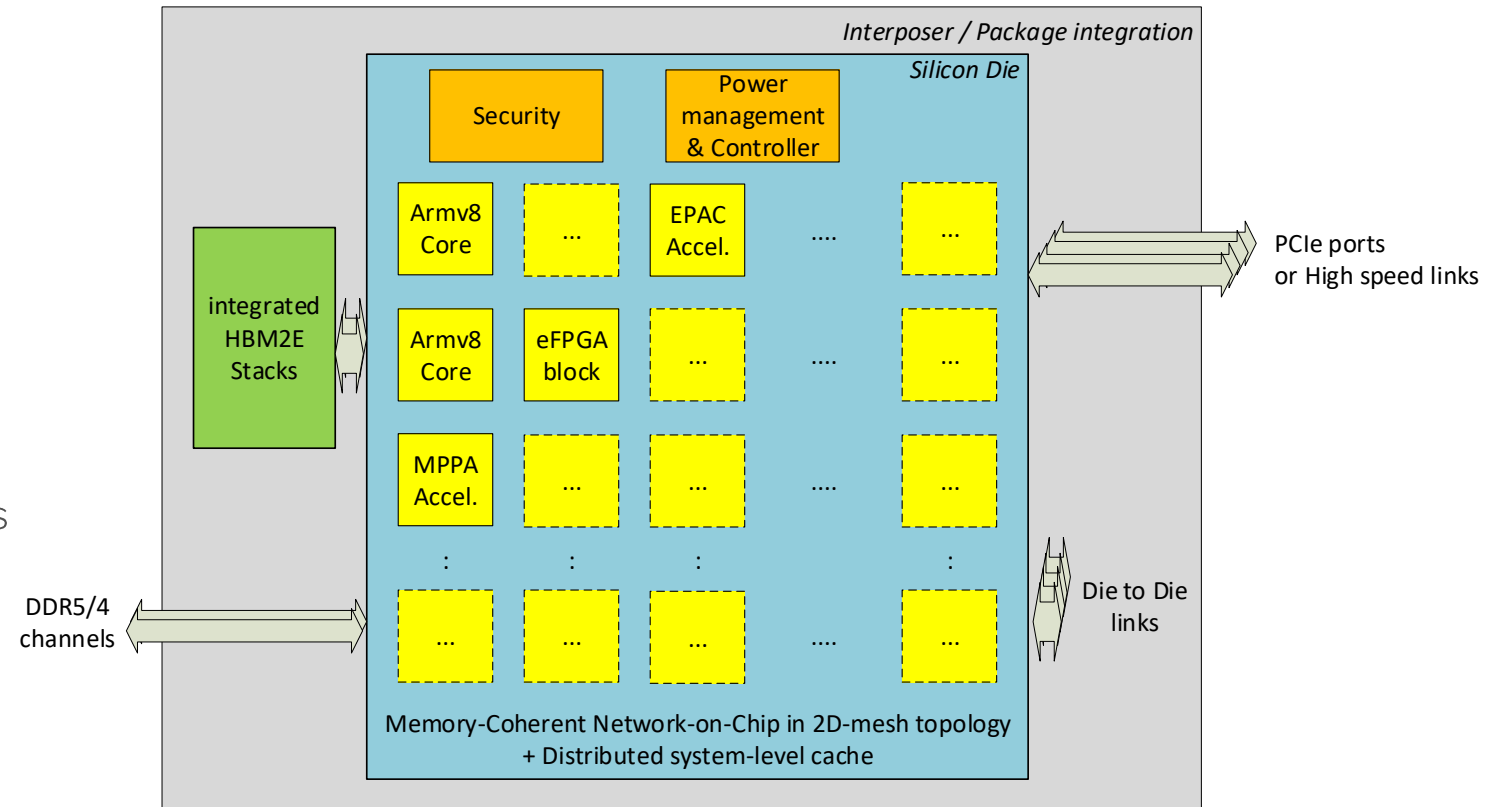 Interposer / Package integration
Silicon Die
Security
Power
management
& Controller
Armv8
Core
...
EPAC
Accel.
....
...
PCIe ports
or High speed links
integrated
HBM2E
Stacks
Armv8
Core
eFPGA
block
...
....
...
MPPA
Accel.
...
...
....
...
s
:
:
:
:
DDR5/4
channels
...
...
...
....
...
Die to Die
links
Memory-Coherent Network-on-Chip in 2D-mesh topology
+ Distributed system-level cache